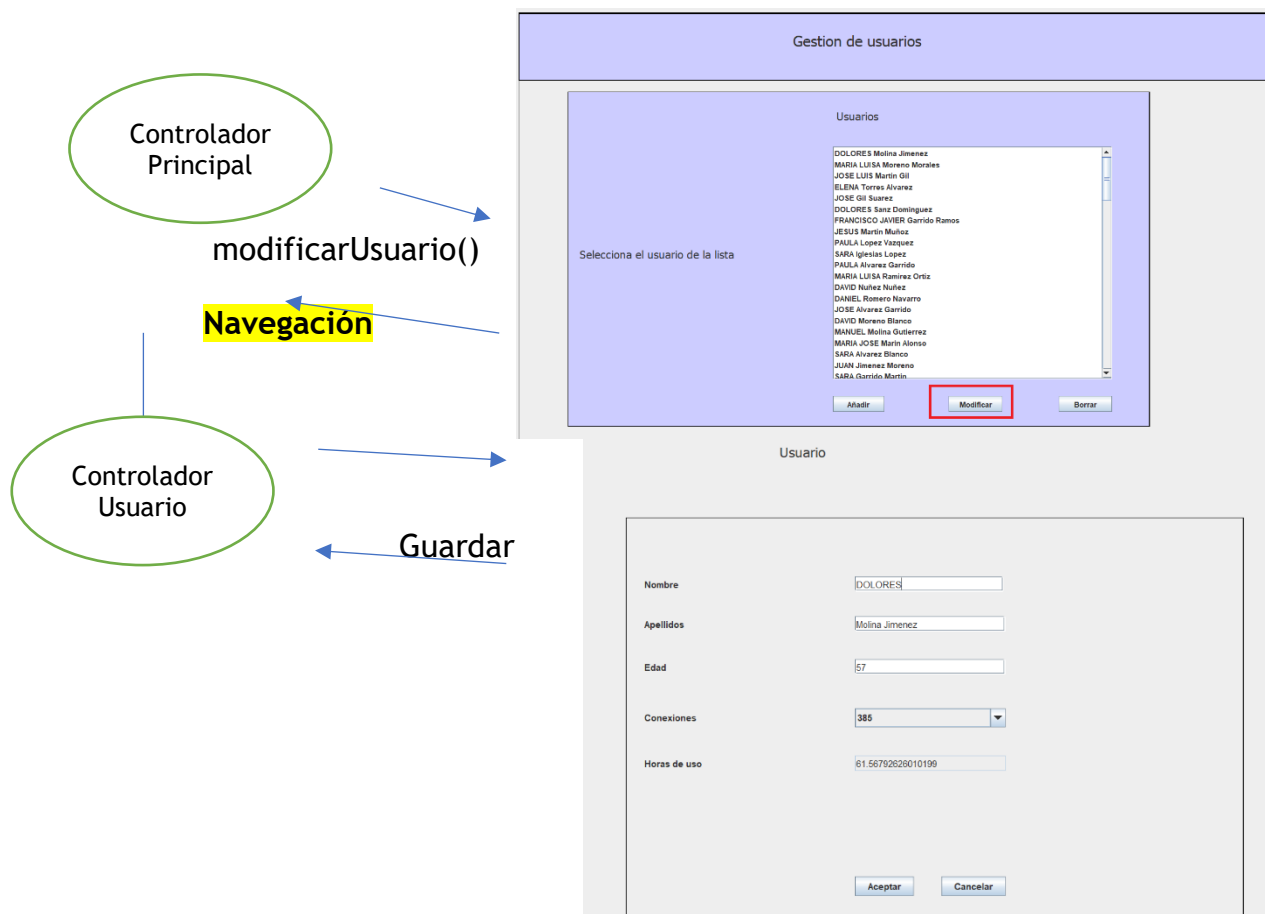 Gestion de usuarios
Controlador
Principal
modificarUsuario()
Navegación
Usuarios
Selecciona el usuario de la lista
DOLORES Molina Jimenez
MARIA LUISA Moreno Morales
JOSE LUIS Martin Gil
ELENA Torres Alvarez
JOSE Gil Suarez
DOLORES Sanz Dominguez
FRANCISCO JAVIER Garrido Ramos
JESUS Martin Muñoz
PAULA Lopez Vazquez
SARA Iglesias Lopez
PAULA Alvarez Garrido
MARIA LUISA Ramirez Ortiz
DAVID Nuñez Nuñez
DANIEL Romero Navarro
JOSE Alvarez Garrido
DAVID Moreno Blanco
MANUEL Molina Gutierrez
MARIA JOSE Marin Alonso
SARA Alvarez Blanco
JUAN Jimenez Moreno
SARA Garrido Martin
Añadir Modificar Borrar
Controlador
Usuario
Guardar
Usuario
Nombre DOLORES
Apellidos Molina Jimenez
Edad 57
Conexiones 385
Horas de uso 61.56792626010199
Aceptar Cancelar